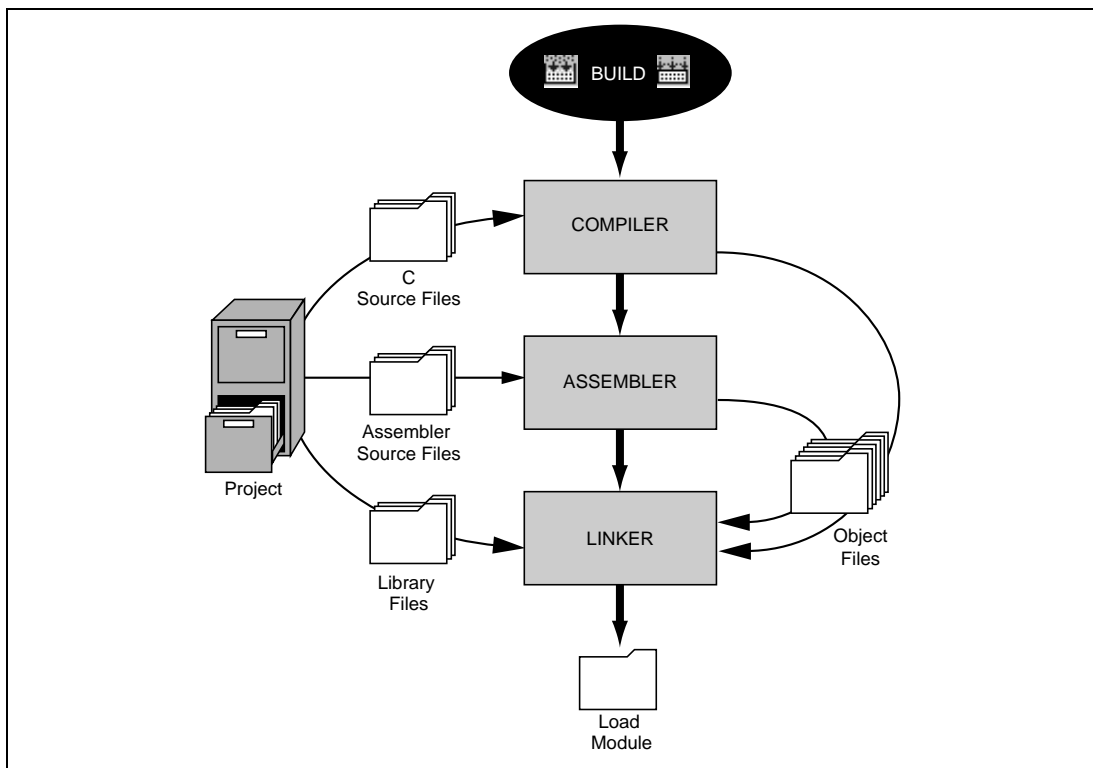 BUILD
COMPILER
C
Source Files
ASSEMBLER
Assembler
Source Files
Project
LINKER
Object
Files
Library
Files
Load
Module